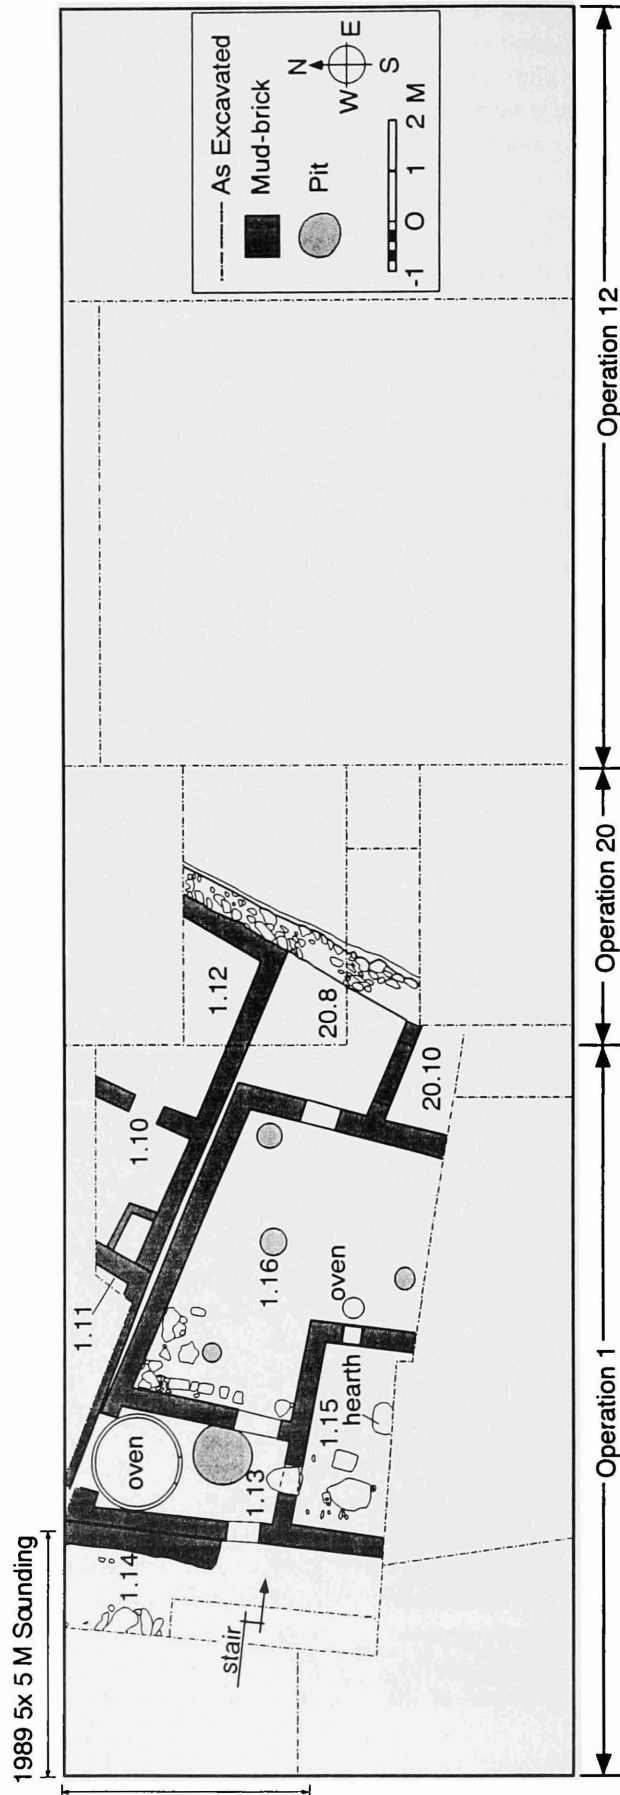 1989 5x 5 M Sounding
As Excavated
Mud-brick
Pit
N
E
W
S
-1
O
1
2 M
1.14
1.11
1.10
1.12
oven
1.13
1.16
20.8
oven
1.15
hearth
20.10
stair
Operation 1
Operation 20
Operation 12